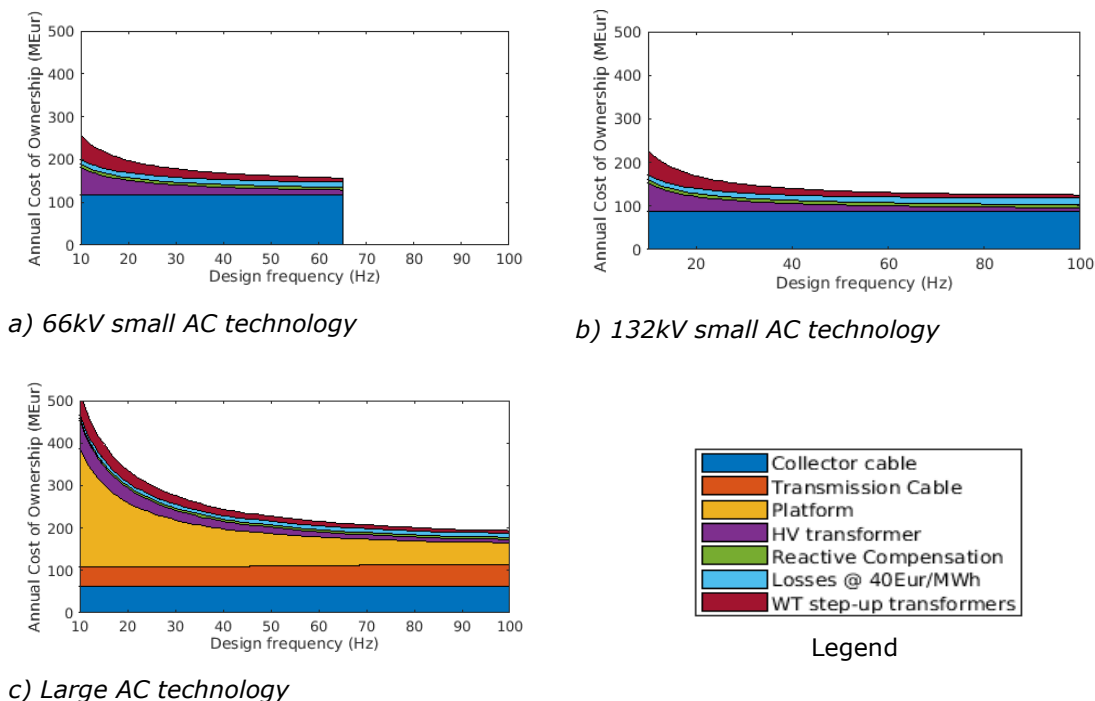 500
400
300
200
100
0
Annual Cost of Ownership (MEur)
10 20 30 40 50 60 70 80 90 100
Design frequency (Hz)
a) 66kV small AC technology
500
400
300
200
100
0
Annual Cost of Ownership (MEur)
20 40 60 80 100
Design frequency (Hz)
b) 132kV small AC technology
500
400
300
200
100
0
Annual Cost of Ownership (MEur)
10 20 30 40 50 60 70 80 90 100
Design frequency (Hz)
c) Large AC technology
Collector cable
Transmission Cable
Platform
HV transformer
Reactive Compensation
Losses @ 40Eur/MWh
WT step-up transformers
Legend